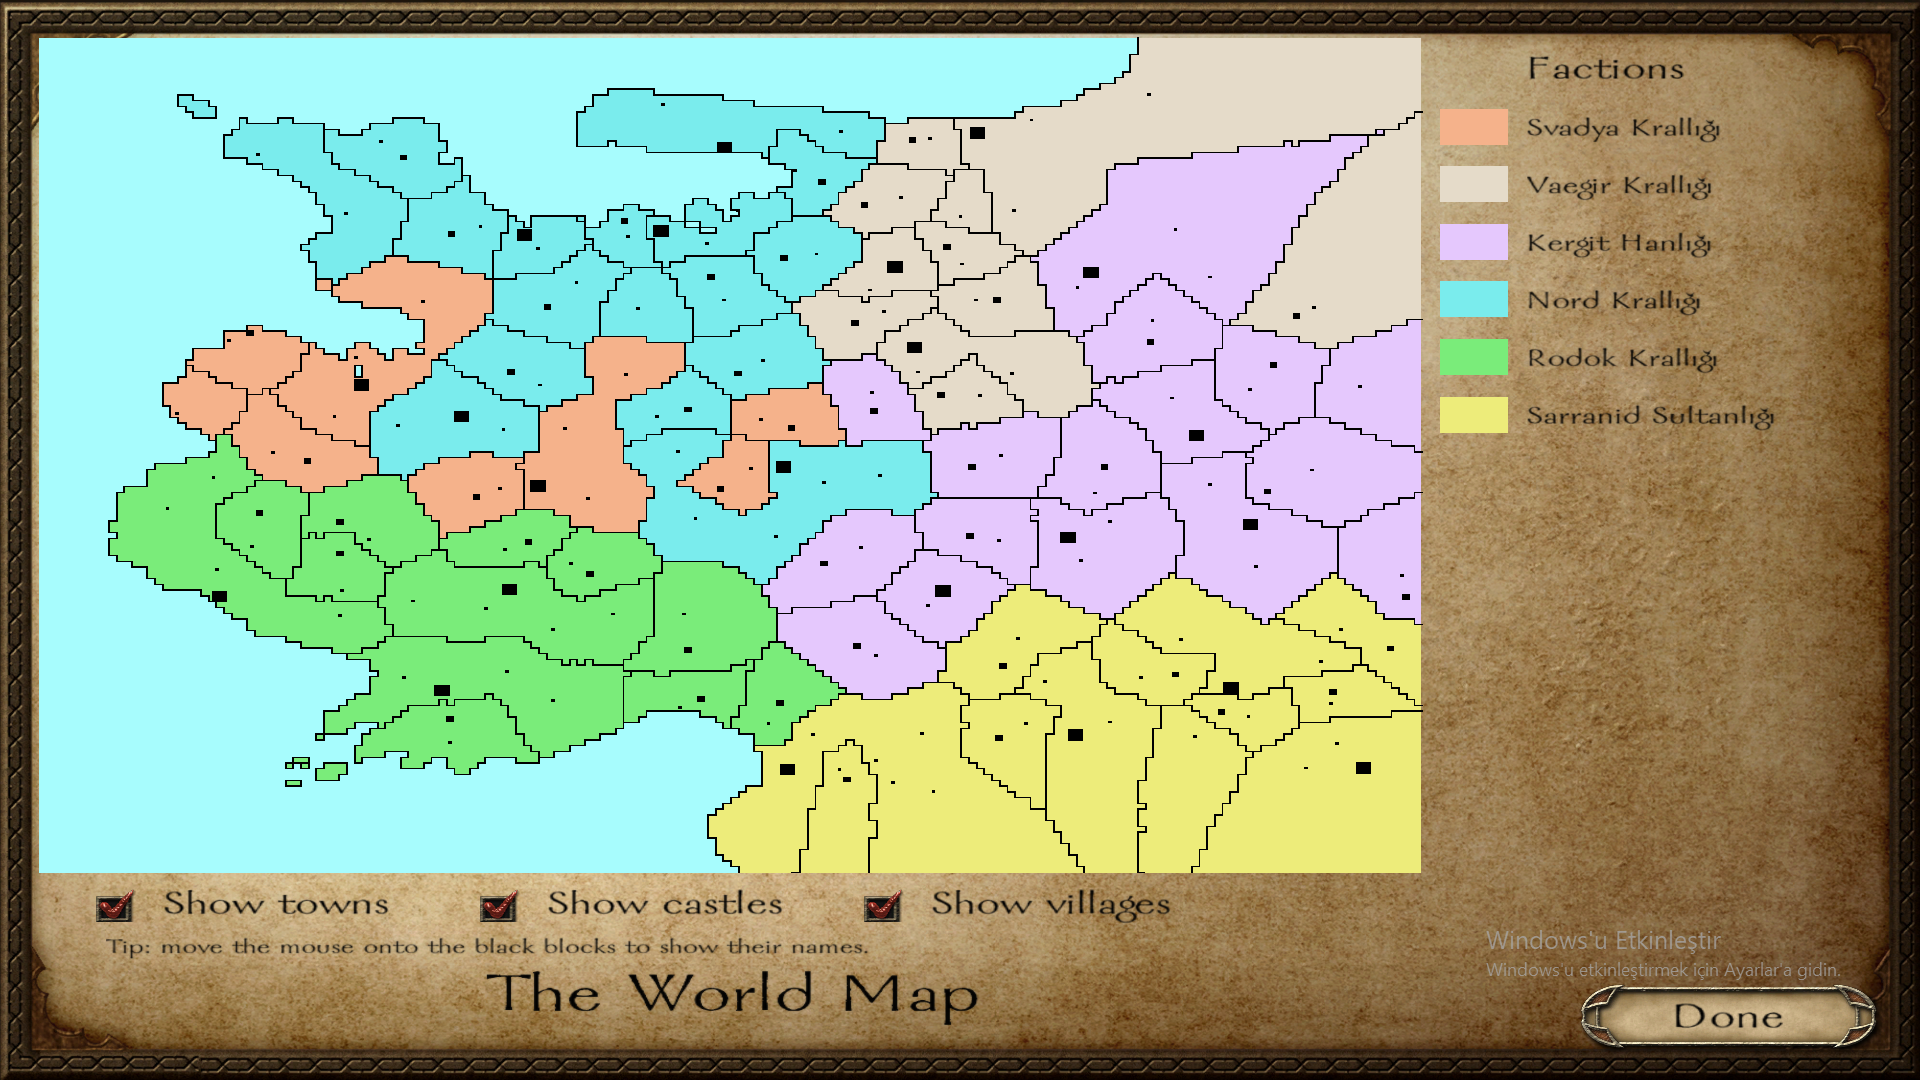 Factions
Svadya Krallığı
Vaegir Krallığı
Kergit Hanlığı
Nord Krallığı
Rodok Krallığı
Sarranid Sultanlığı
Show towns
Show castles
Show villages
Tip: move the mouse onto the black blocks to show their names.
The World Map
Windows'u Etkinleştir
Windows'u etkinleştirmek için Ayarlar'a gidin.
Done